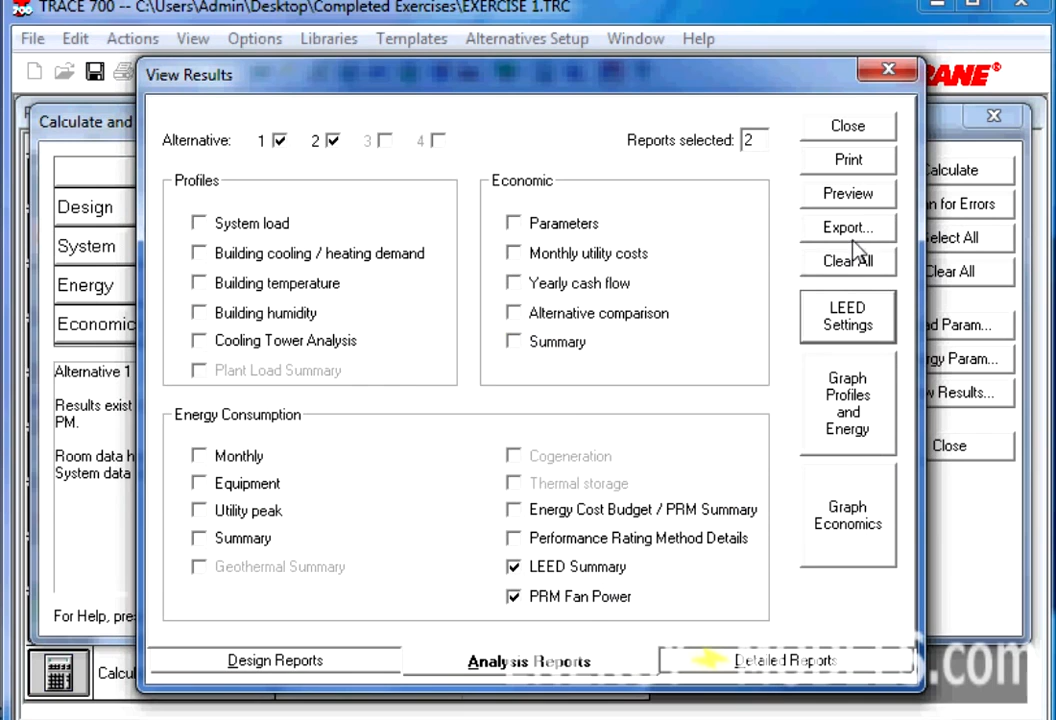 TRACE 700 -- C:\Users\Admin\Desktop\Completed Exercises\EXERCISE 1.TRC
File Edit Actions View Options Libraries Templates Alternatives Setup Window Help
ANE®
View Results
Calculate and
Alternative: 1 2 3 4 Reports selected: 2
Close
Print
Preview
Export...
Clear All
LEED Settings
Graph Profiles and Energy
Graph Economics
Profiles
System load
Building cooling / heating demand
Building temperature
Building humidity
Cooling Tower Analysis
Plant Load Summary
Economic
Parameters
Monthly utility costs
Yearly cash flow
Alternative comparison
Summary
Energy Consumption
Monthly
Equipment
Utility peak
Summary
Geothermal Summary
Cogeneration
Thermal storage
Energy Cost Budget / PRM Summary
Performance Rating Method Details
LEED Summary
PRM Fan Power
Design Reports
Analysis Reports
Detailed Reports
Design
System
Energy
Economic
Alternative 1
Results exist
PM.
Room data h
System data
For Help, pre
Calcul
alculate
n for Errors
elect All
lear All
ad Param...
rgy Param...
w Results...
Close
.com